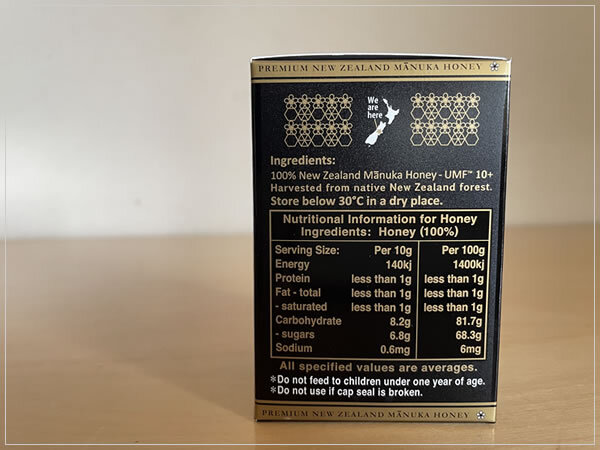 PREMIUM NEW ZEALAND MĀNUKA HONEY
We
are
here
Ingredients:
100% New Zealand Mānuka Honey - UMF™ 10+
Harvested from native New Zealand forest.
Store below 30°C in a dry place.
Nutritional Information for Honey
Ingredients: Honey (100%)
Serving Size: Per 10g Per 100g
Energy 140kj 1400kj
Protein less than 1g less than 1g
Fat - total less than 1g less than 1g
- saturated less than 1g less than 1g
Carbohydrate 8.2g 81.7g
- sugars 6.8g 68.3g
Sodium 0.6mg 6mg
All specified values are averages.
*Do not feed to children under one year of age.
*Do not use if cap seal is broken.
PREMIUM NEW ZEALAND MĀNUKA HONEY